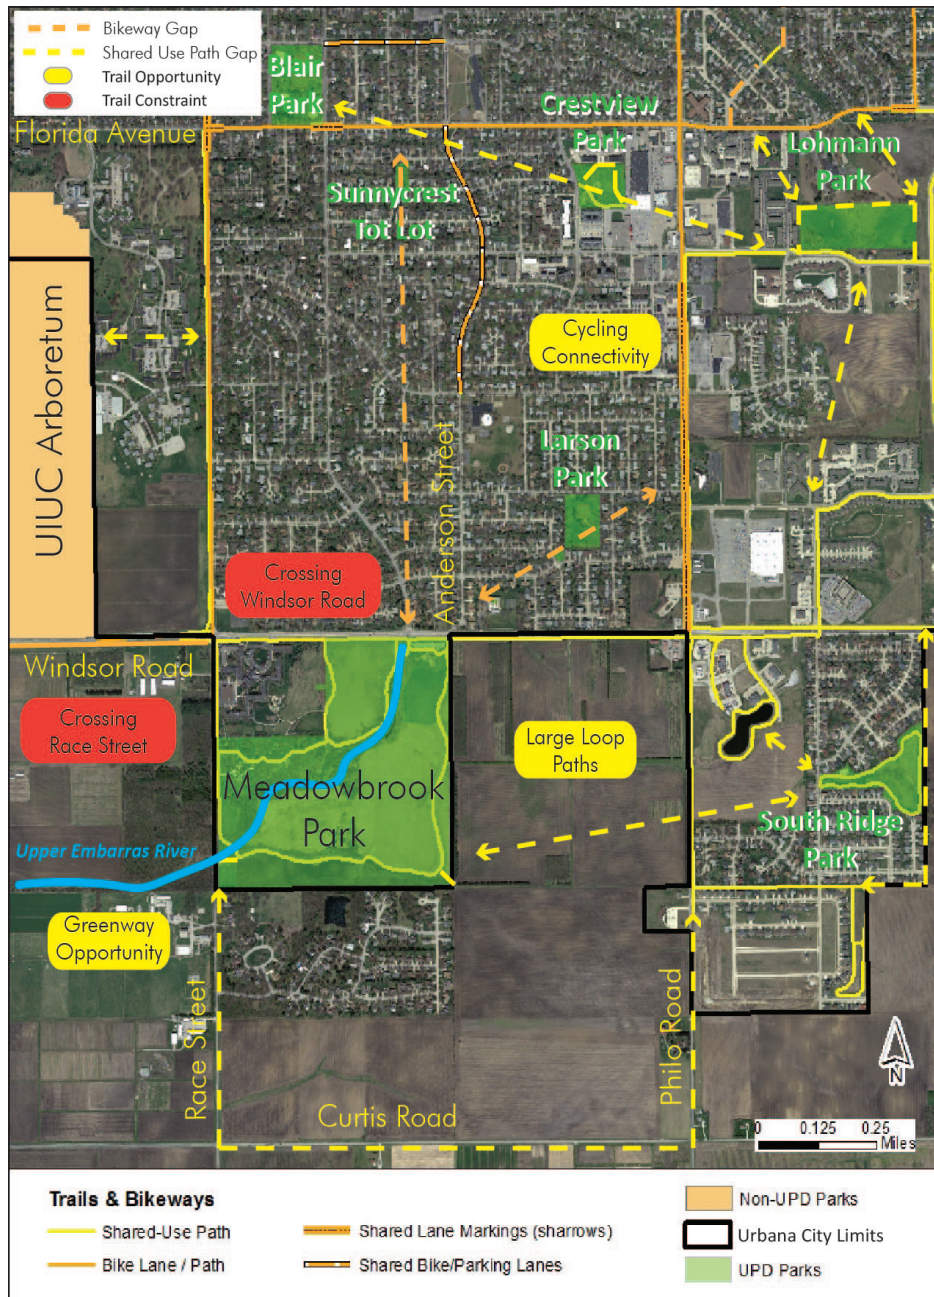 Bikeway Gap
Shared Use Path Gap
Trail Opportunity
Trail Constraint
Blair
Park
Florida Avenue
Crestview
Park
Lohmann
Park
Sunnycrest
Tot Lot
UIUC Arboretum
Cycling
Connectivity
Anderson Street
Larson
Park
Crossing
Windsor Road
Windsor Road
Crossing
Race Street
Meadowbrook
Park
Large Loop
Paths
South Ridge
Park
Upper Embarras River
Greenway
Opportunity
Race Street
Philo Road
Curtis Road
N
0 0.125 0.25
Miles
Trails & Bikeways
Shared-Use Path
Bike Lane / Path
Shared Lane Markings (sharrows)
Shared Bike/Parking Lanes
Non-UPD Parks
Urbana City Limits
UPD Parks